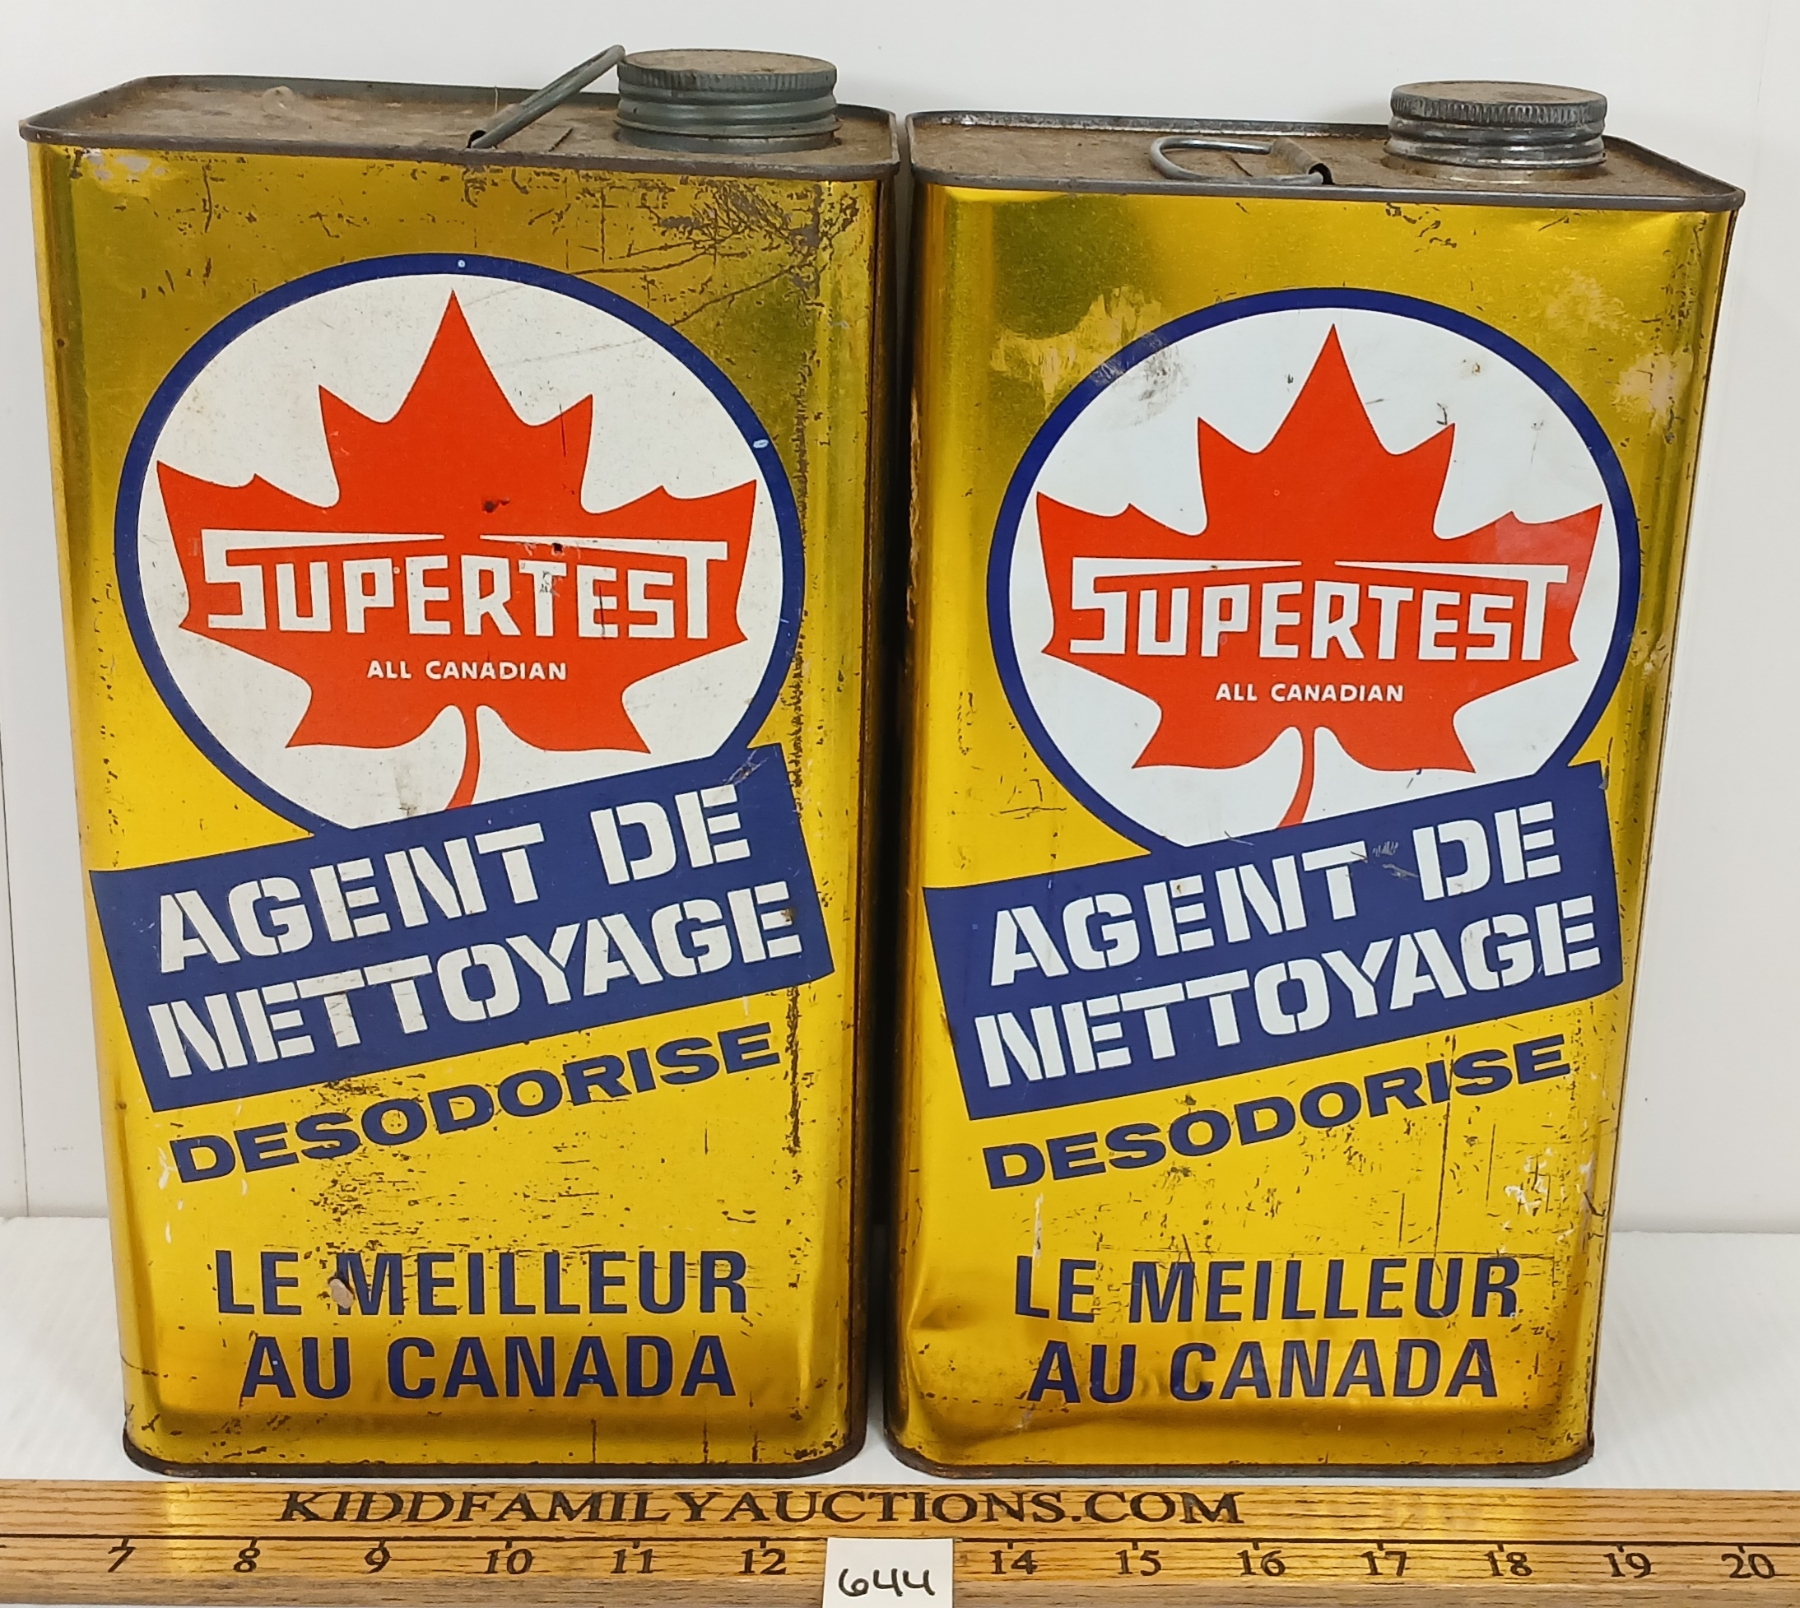 SUPERTEST
ALL CANADIAN
AGENT DE
NETTOYAGE
DESODORISE
LE MEILLEUR
AU CANADA
SUPERTEST
ALL CANADIAN
AGENT DE
NETTOYAGE
DESODORISE
LE MEILLEUR
AU CANADA
KIDDFAMILYAUCTIONS.COM
7 8 9 10 11 12 14 15 16 17 18 19 20
644